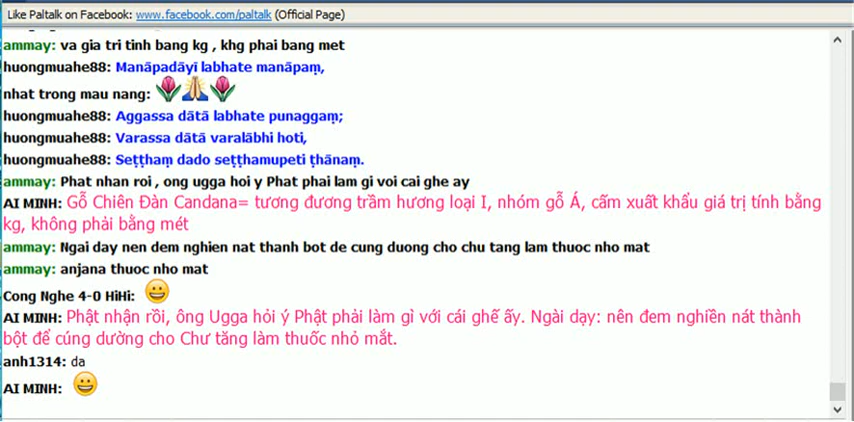 Like Paltalk on Facebook: www.facebook.com/paltalk (Official Page)
ammay: va gia tri tinh bang kg , khg phai bang met
huongmuahe88: Manāpadāyī labhate manāpaṃ,
nhat trong mau nang: 🌷🙏🌷
huongmuahe88: Aggassa dātā labhate punaggaṃ;
huongmuahe88: Varassa dātā varalābhi hoti,
huongmuahe88: Seṭṭhaṃ dado seṭṭhamupeti ṭhānaṃ.
ammay: Phat nhan roi , ong ugga hoi y Phat phai lam gi voi cai ghe ay
AI MINH: Gỗ Chiên Đàn Candana= tương đương trầm hương loại I, nhóm gỗ Á, cấm xuất khẩu giá trị tính bằng
kg, không phải bằng mét
ammay: Ngai day nen dem nghien nat thanh bot de cung duong cho chu tang lam thuoc nho mat
ammay: anjana thuoc nho mat
Cong Nghe 4-0 HiHi: 😀
AI MINH: Phật nhận rồi, ông Ugga hỏi ý Phật phải làm gì với cái ghế ấy. Ngài dạy: nên đem nghiền nát thành
bột để cúng dường cho Chư tăng làm thuốc nhỏ mắt.
anh1314: da
AI MINH: 😀